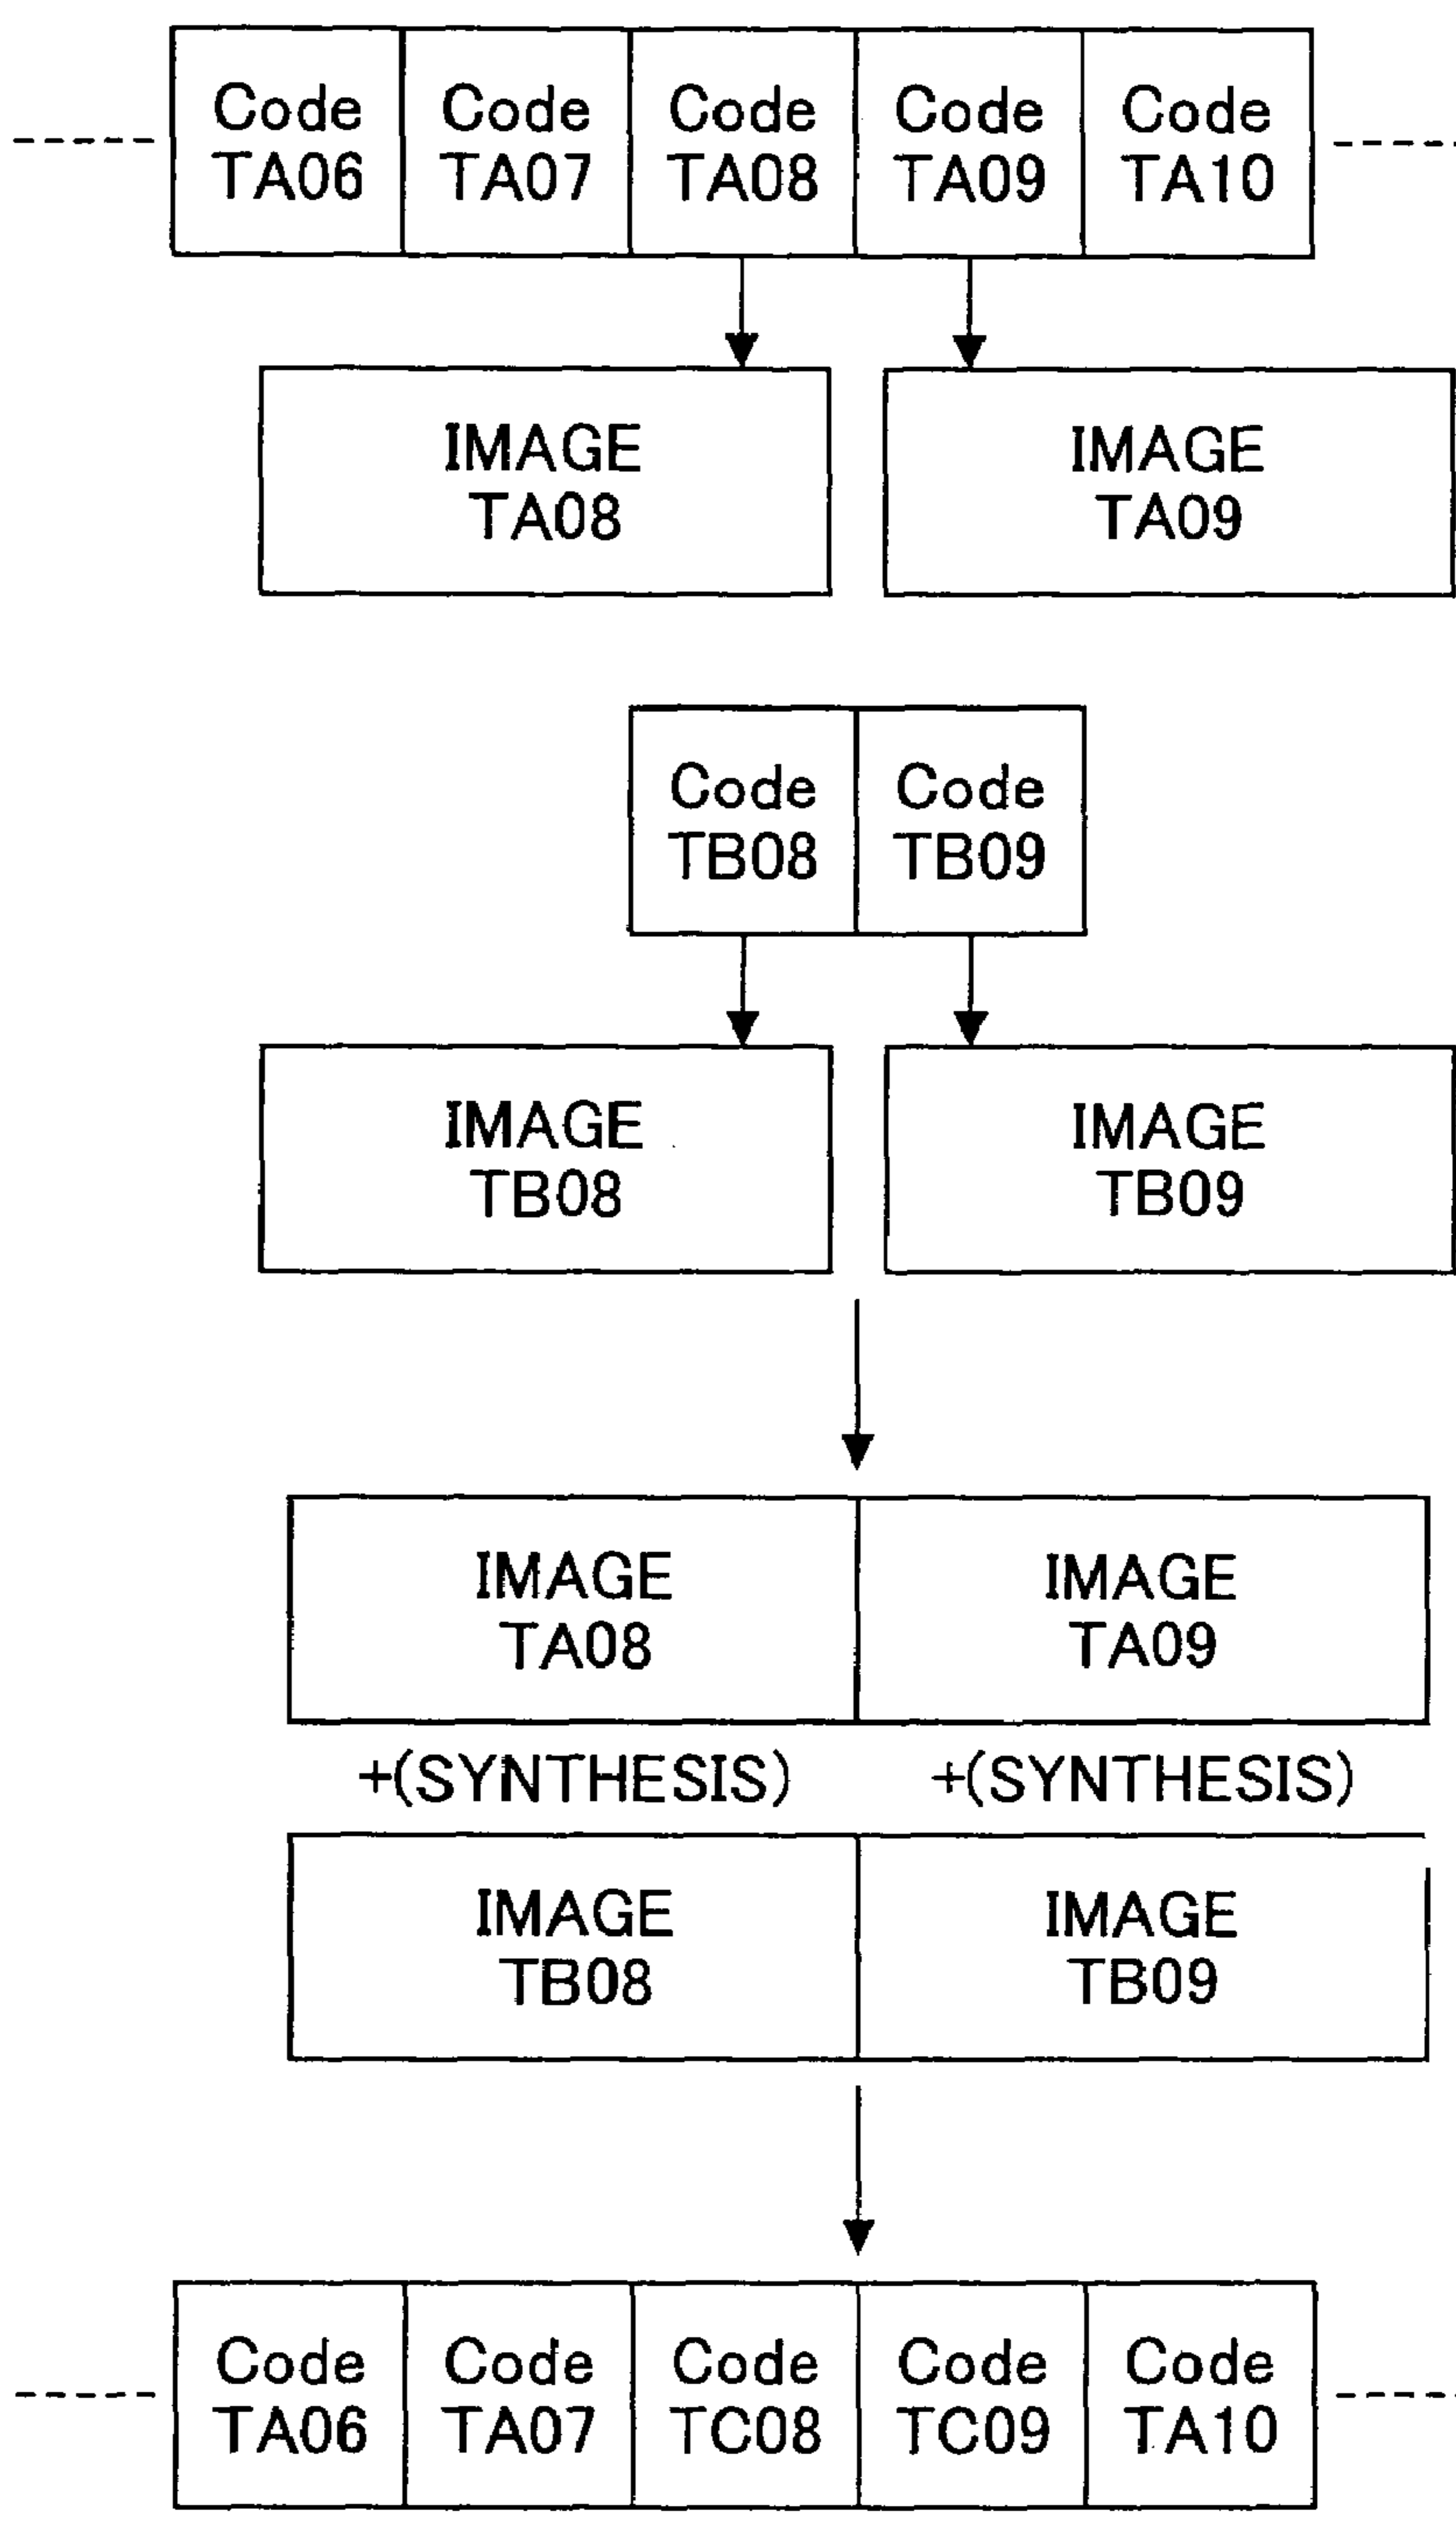 Code Code Code Code Code
TA06 TA07 TA08 TA09 TA10
IMAGE IMAGE
TA08 TA09
Code Code
TB08 TB09
IMAGE IMAGE
TB08 TB09
IMAGE IMAGE
TA08 TA09
+(SYNTHESIS) +(SYNTHESIS)
IMAGE IMAGE
TB08 TB09
Code Code Code Code Code
TA06 TA07 TC08 TC09 TA10